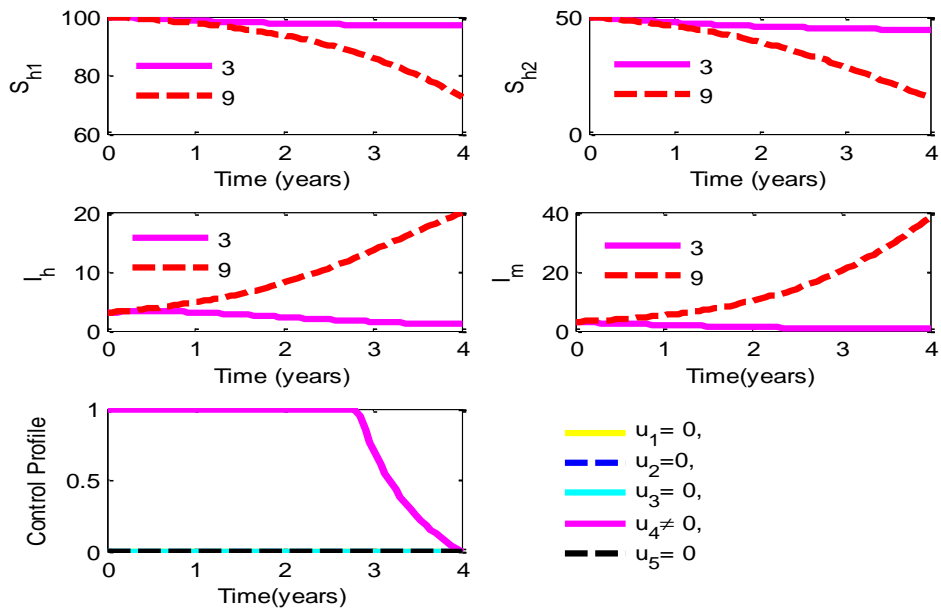 100
80
60
S_h1
3
9
0 1 2 3 4
Time (years)
50
0
S_h2
3
9
0 1 2 3 4
Time (years)
20
10
0
I_h
3
9
0 1 2 3 4
Time (years)
40
20
0
I_m
3
9
0 1 2 3 4
Time(years)
1
0.5
0
Control Profile
0 1 2 3 4
Time(years)
u_1= 0,
u_2=0,
u_3= 0,
u_4≠ 0,
u_5= 0